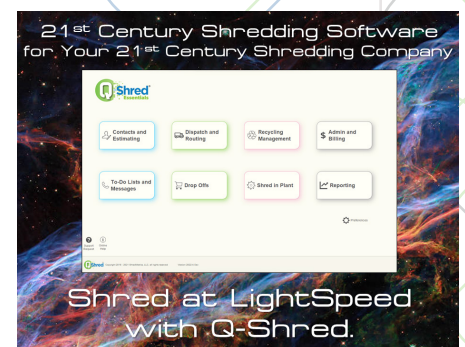 21st Century Shredding Software
for Your 21st Century Shredding Company
QShred
Essentials
Contacts and
Estimating
Dispatch and
Routing
Recycling
Management
Admin and
Billing
To-Do Lists and
Messages
Drop Offs
Shred in Plant
Reporting
Preferences
Shred at LightSpeed
with Q-Shred.